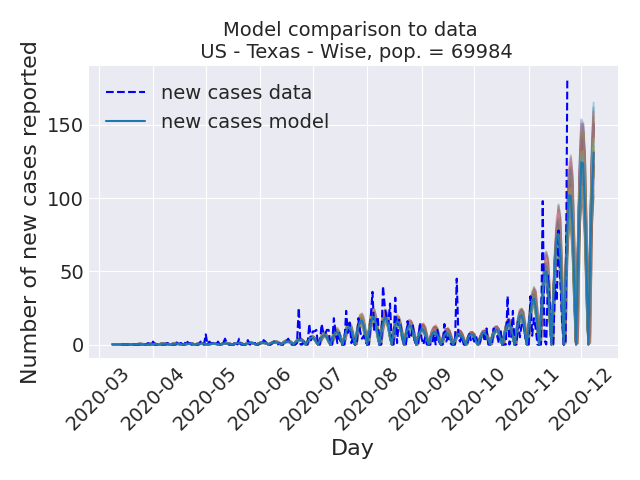 Model comparison to data
US - Texas - Wise, pop. = 69984
Number of new cases reported
new cases data
new cases model
150
100
50
0
2020-03
2020-04
2020-05
2020-06
2020-07
2020-08
2020-09
2020-10
2020-11
2020-12
Day